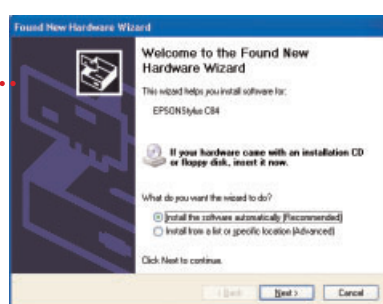 Found New Hardware Wizard
Welcome to the Found New
Hardware Wizard
This wizard helps you install software for:
EPSON Stylus C84
If your hardware came with an installation CD
or floppy disk, insert it now.
What do you want the wizard to do?
Install the software automatically (Recommended)
Install from a list or specific location (Advanced)
Click Next to continue.
< Back Next > Cancel